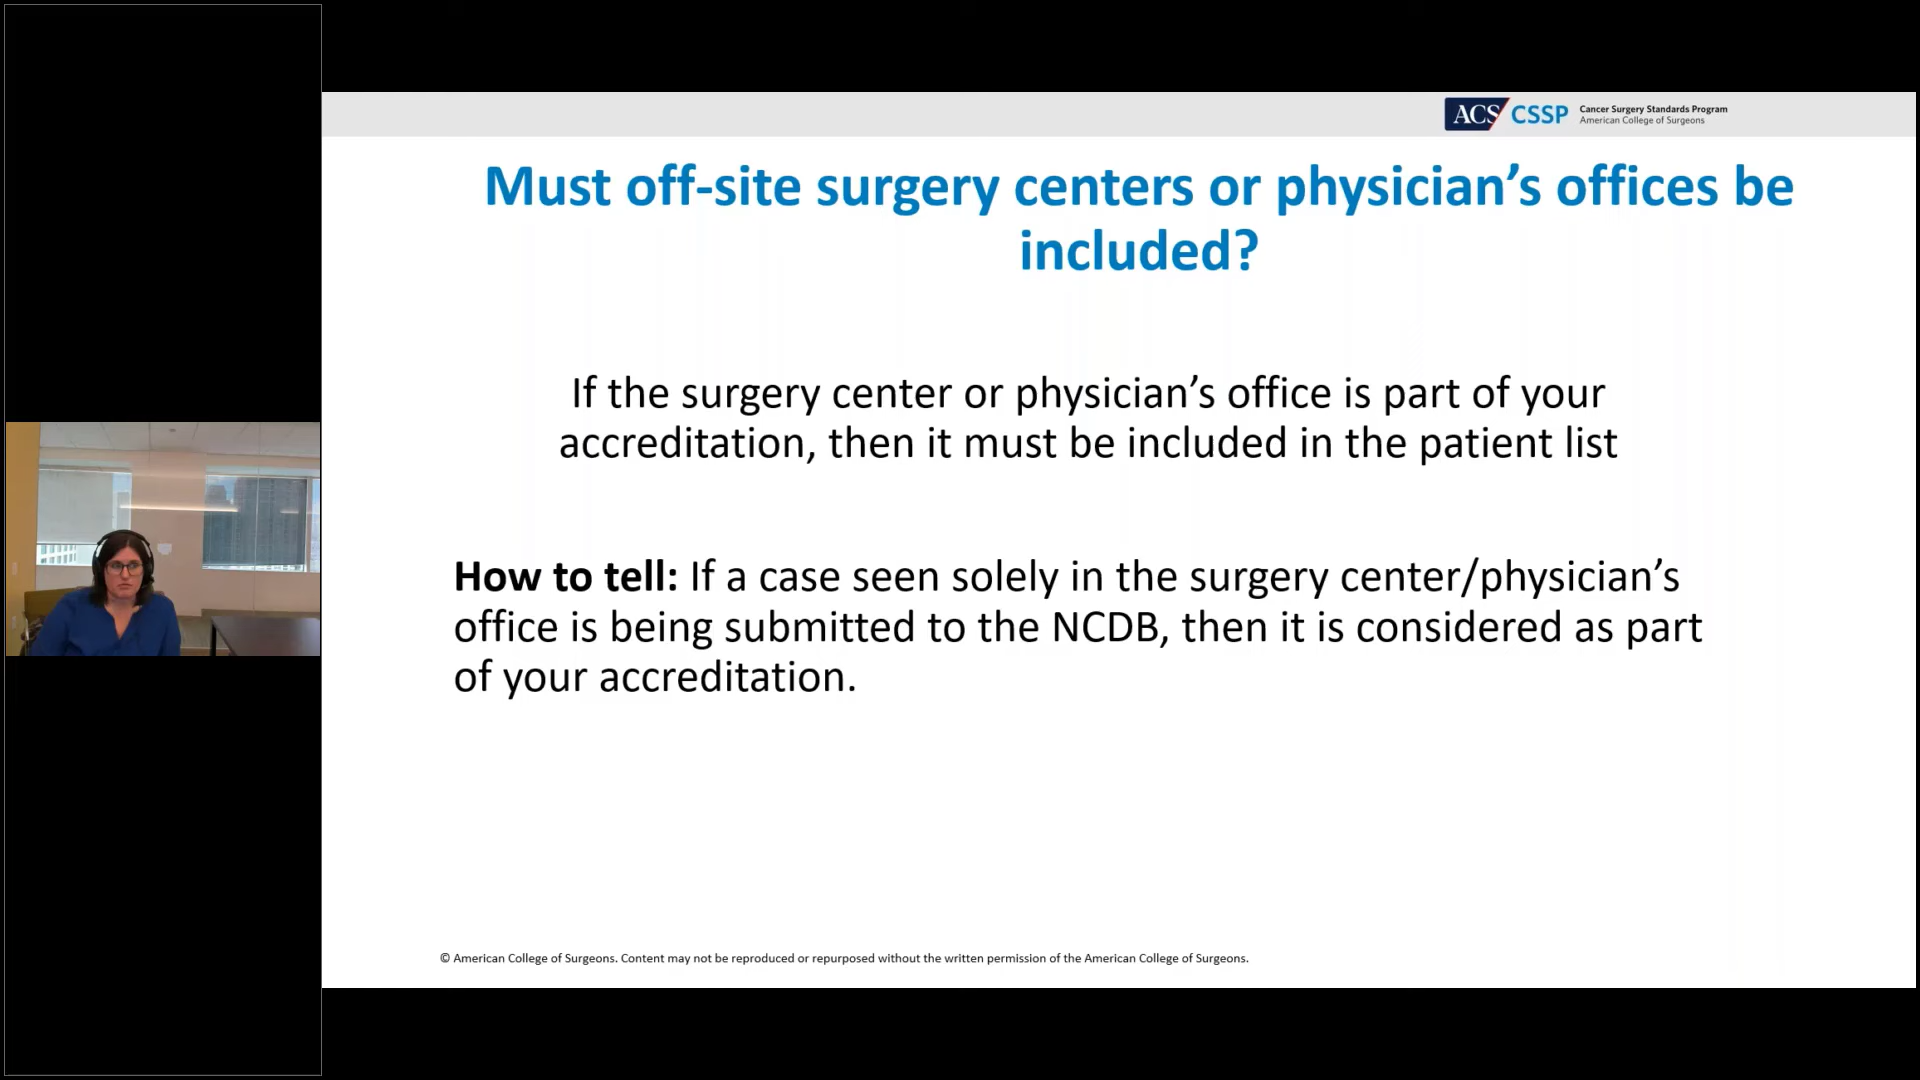 ACS CSSP Cancer Surgery Standards Program
American College of Surgeons
Must off-site surgery centers or physician’s offices be
included?
If the surgery center or physician’s office is part of your
accreditation, then it must be included in the patient list
How to tell: If a case seen solely in the surgery center/physician’s
office is being submitted to the NCDB, then it is considered as part
of your accreditation.
© American College of Surgeons. Content may not be reproduced or repurposed without the written permission of the American College of Surgeons.